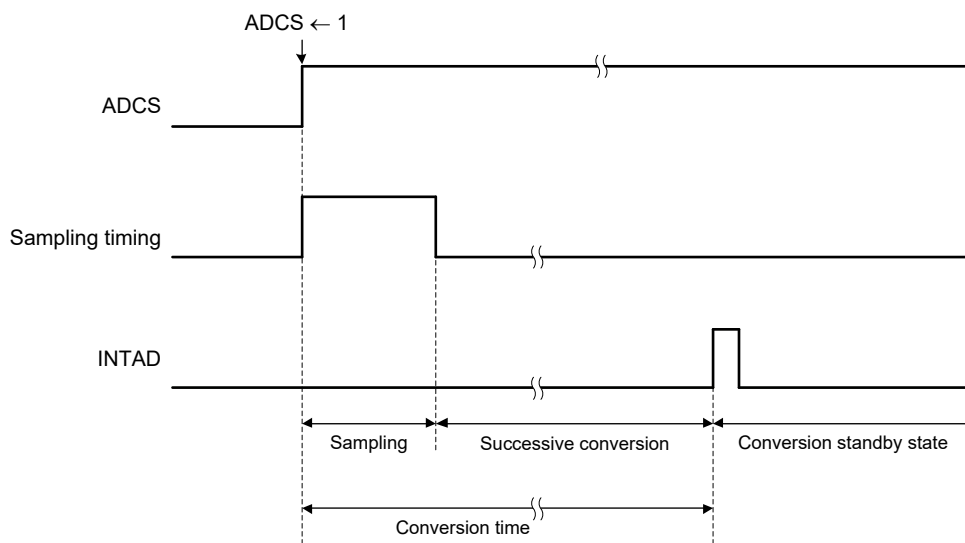 ADCS ← 1
ADCS
Sampling timing
INTAD
Sampling
Successive conversion
Conversion standby state
Conversion time